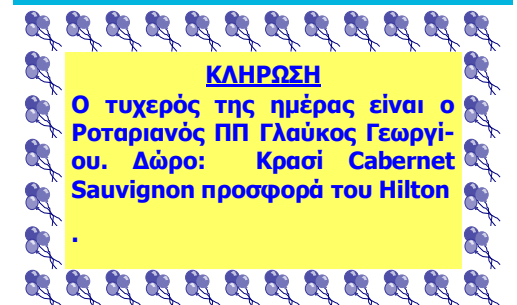 ΚΛΗΡΩΣΗ
Ο τυχερός της ημέρας είναι ο
Ροταριανός ΠΠ Γλαύκος Γεωργί-
ου. Δώρο: Κρασί Cabernet
Sauvignon προσφορά του Hilton
.